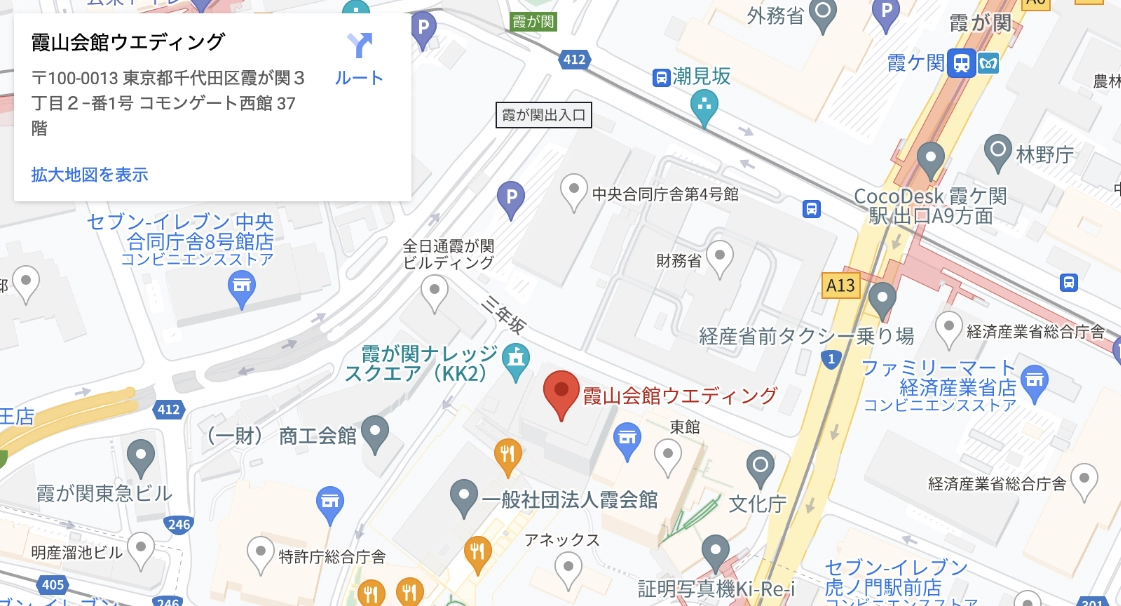 霞山会館ウエディング
〒100-0013 東京都千代田区霞が関３
丁目２−番1号 コモンゲート西館 37
階
ルート
拡大地図を表示
霞が関
412
P
外務省
P
霞が関
霞ケ関
潮見坂
霞が関出入口
林野庁
P
中央合同庁舎第4号館
CocoDesk 霞ケ関
駅 出口A9方面
セブン-イレブン 中央
合同庁舎8号館店
コンビニエンスストア
全日通霞が関
ビルディング
財務省
A13
三年坂
経産省前タクシー乗り場
経済産業省総合庁舎
1
霞が関ナレッジ
スクエア（KK2）
ファミリーマート
経済産業省店
コンビニエンスストア
霞山会館ウエディング
王店
412
（一財）商工会館
東館
霞が関東急ビル
一般社団法人霞会館
文化庁
経済産業省総合庁舎
246
明産溜池ビル
特許庁総合庁舎
アネックス
405
246
証明写真機Ki-Re-i
セブン-イレブン
虎ノ門駅前店
コンビニエンスストア
301